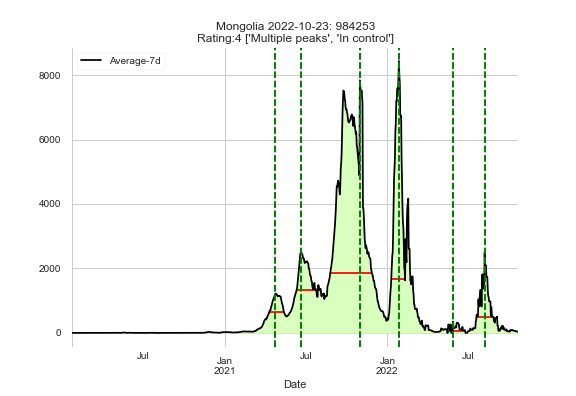 Mongolia 2022-10-23: 984253
Rating:4 ['Multiple peaks', 'In control']
Average-7d
8000
6000
4000
2000
0
Jul
Jan
2021
Jul
Jan
2022
Jul
Date